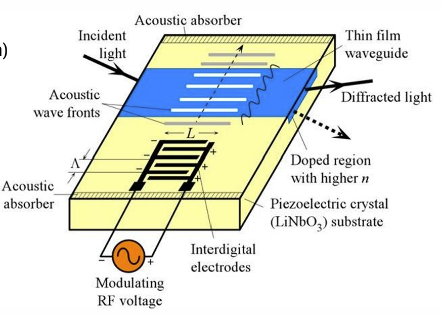 Acoustic absorber
Incident
light
Thin film
waveguide
Acoustic
wave fronts
Diffracted light
L
Λ
Doped region
with higher n
Acoustic
absorber
Piezoelectric crystal
(LiNbO3) substrate
Interdigital
electrodes
Modulating
RF voltage